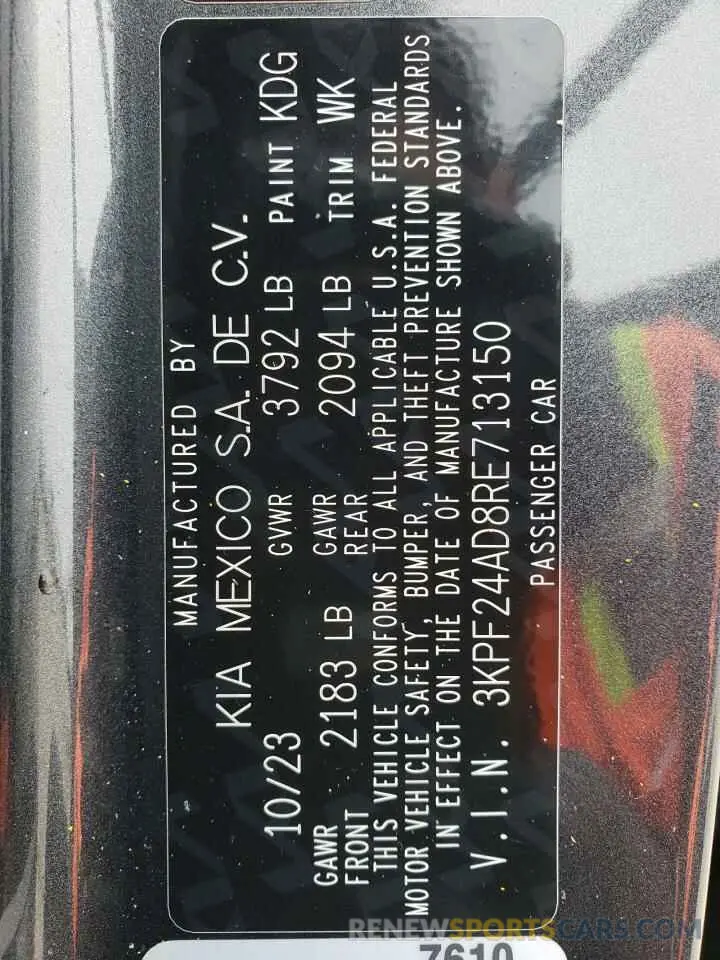 MANUFACTURED BY
KIA MEXICO S.A. DE C.V.
10/23 GVWR 3792 LB PAINT KDG
GAWR FRONT 2183 LB GAWR REAR 2094 LB TRIM WK
THIS VEHICLE CONFORMS TO ALL APPLICABLE U.S.A. FEDERAL
MOTOR VEHICLE SAFETY, BUMPER, AND THEFT PREVENTION STANDARDS
IN EFFECT ON THE DATE OF MANUFACTURE SHOWN ABOVE.
V.I.N. 3KPF24AD8RE713150
PASSENGER CAR
7610
RENEWSPORTSCARS.COM